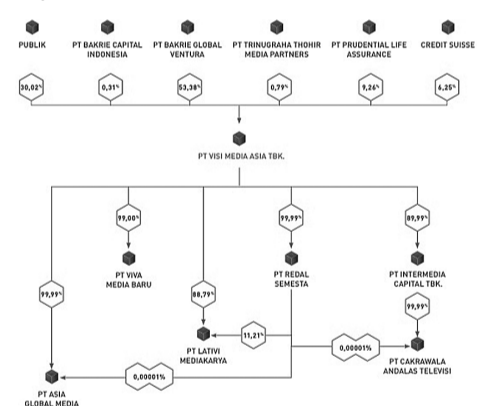 PUBLIK
PT BAKRIE CAPITAL
INDONESIA
PT BAKRIE GLOBAL
VENTURA
PT TRINUGRAHA THOHIR
MEDIA PARTNERS
PT PRUDENTIAL LIFE
ASSURANCE
CREDIT SUISSE
30,02%
0,31%
53,38%
0,79%
9,26%
6,25%
PT VISI MEDIA ASIA TBK.
99,00%
99,99%
89,99%
PT VIVA
MEDIA BARU
PT REDAL
SEMESTA
PT INTERMEDIA
CAPITAL TBK.
99,99%
88,79%
99,99%
11,21%
PT LATIVI
MEDIAKARYA
0,00001%
PT CAKRAWALA
ANDALAS TELEVISI
0,00001%
PT ASIA
GLOBAL MEDIA